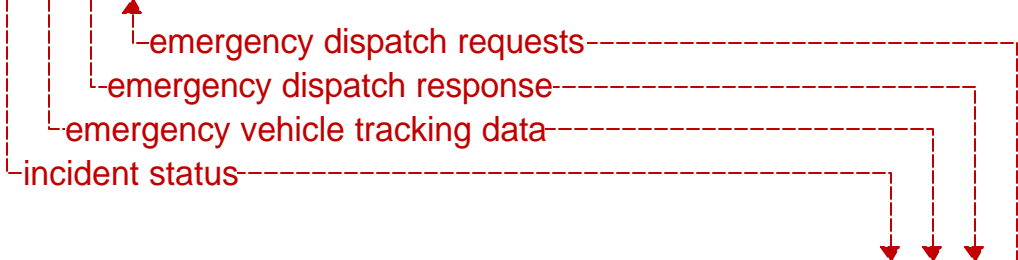 emergency dispatch requests
emergency dispatch response
emergency vehicle tracking data
incident status